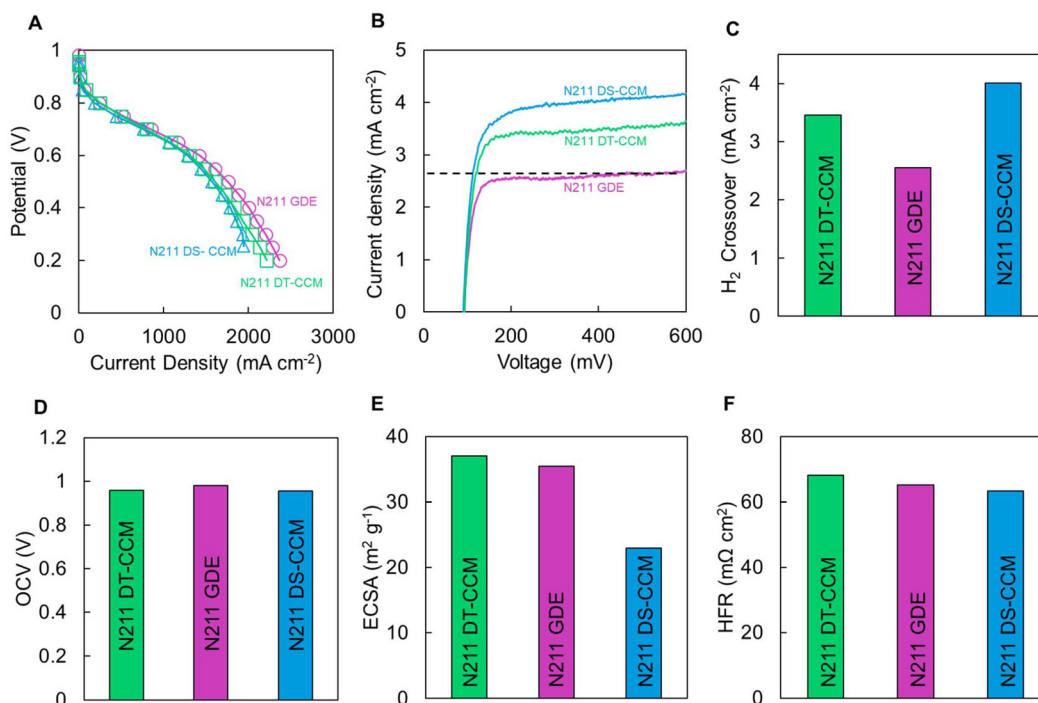 A
Potential (V)
1
0.8
0.6
0.4
0.2
0
0
1000
2000
3000
Current Density (mA cm-2)
N211 GDE
N211 DS- CCM
N211 DT-CCM
B
Current density (mA cm-2)
5
4
3
2
1
0
0
200
400
600
Voltage (mV)
N211 DS-CCM
N211 DT-CCM
N211 GDE
C
H2 Crossover (mA cm-2)
4
3
2
1
0
N211 DT-CCM
N211 GDE
N211 DS-CCM
D
OCV (V)
1.2
1
0.8
0.6
0.4
0.2
0
N211 DT-CCM
N211 GDE
N211 DS-CCM
E
ECSA (m2 g-1)
40
30
20
10
0
N211 DT-CCM
N211 GDE
N211 DS-CCM
F
HFR (mΩ cm2)
80
60
40
20
0
N211 DT-CCM
N211 GDE
N211 DS-CCM